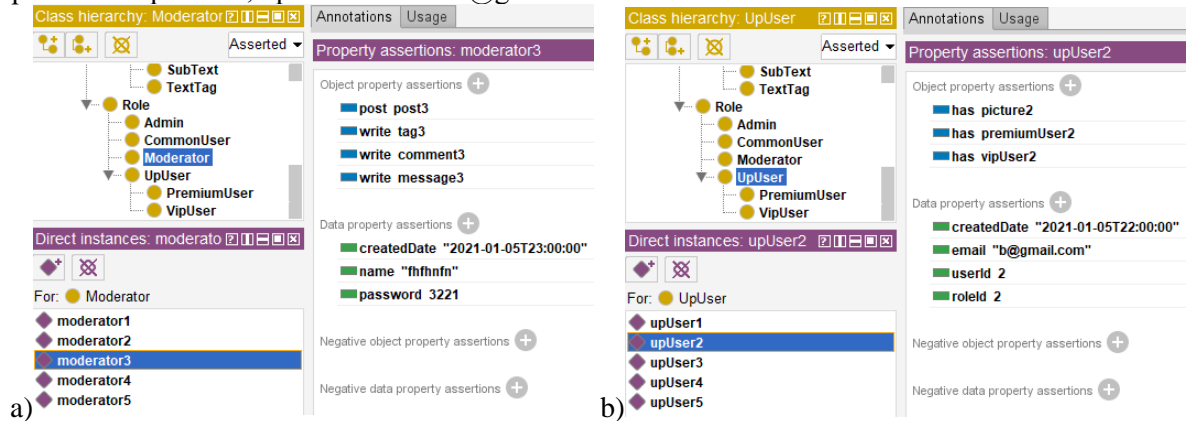 Class hierarchy: Moderator
Asserted
SubText
TextTag
Role
Admin
CommonUser
Moderator
UpUser
PremiumUser
VipUser
Direct instances: moderato
For: Moderator
moderator1
moderator2
moderator3
moderator4
moderator5
a)
Annotations Usage
Property assertions: moderator3
Object property assertions
post post3
write tag3
write comment3
write message3
Data property assertions
createdDate "2021-01-05T23:00:00"
name "fhfhnfn"
password 3221
Negative object property assertions
Negative data property assertions
Class hierarchy: UpUser
Asserted
SubText
TextTag
Role
Admin
CommonUser
Moderator
UpUser
PremiumUser
VipUser
Direct instances: upUser2
For: UpUser
upUser1
upUser2
upUser3
upUser4
upUser5
b)
Annotations Usage
Property assertions: upUser2
Object property assertions
has picture2
has premiumUser2
has vipUser2
Data property assertions
createdDate "2021-01-05T22:00:00"
email "b@gmail.com"
userId 2
roleId 2
Negative object property assertions
Negative data property assertions